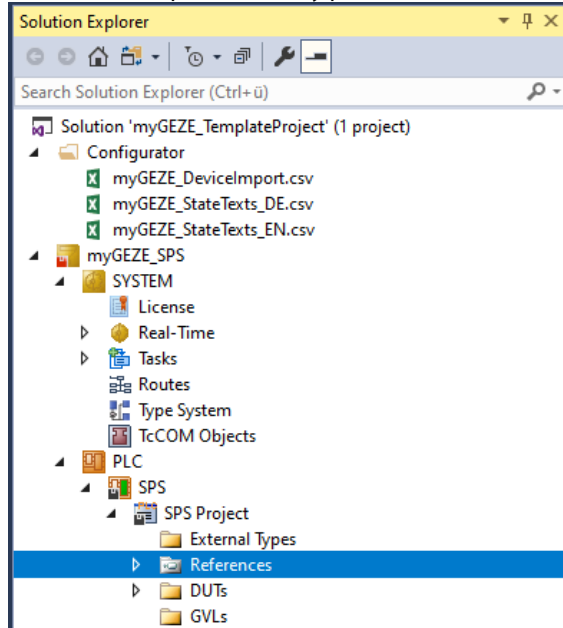 Solution Explorer
Search Solution Explorer (Ctrl+ü)
Solution 'myGEZE_TemplateProject' (1 project)
Configurator
myGEZE_DeviceImport.csv
myGEZE_StateTexts_DE.csv
myGEZE_StateTexts_EN.csv
myGEZE_SPS
SYSTEM
License
Real-Time
Tasks
Routes
Type System
TcCOM Objects
PLC
SPS
SPS Project
External Types
References
DUTs
GVLs